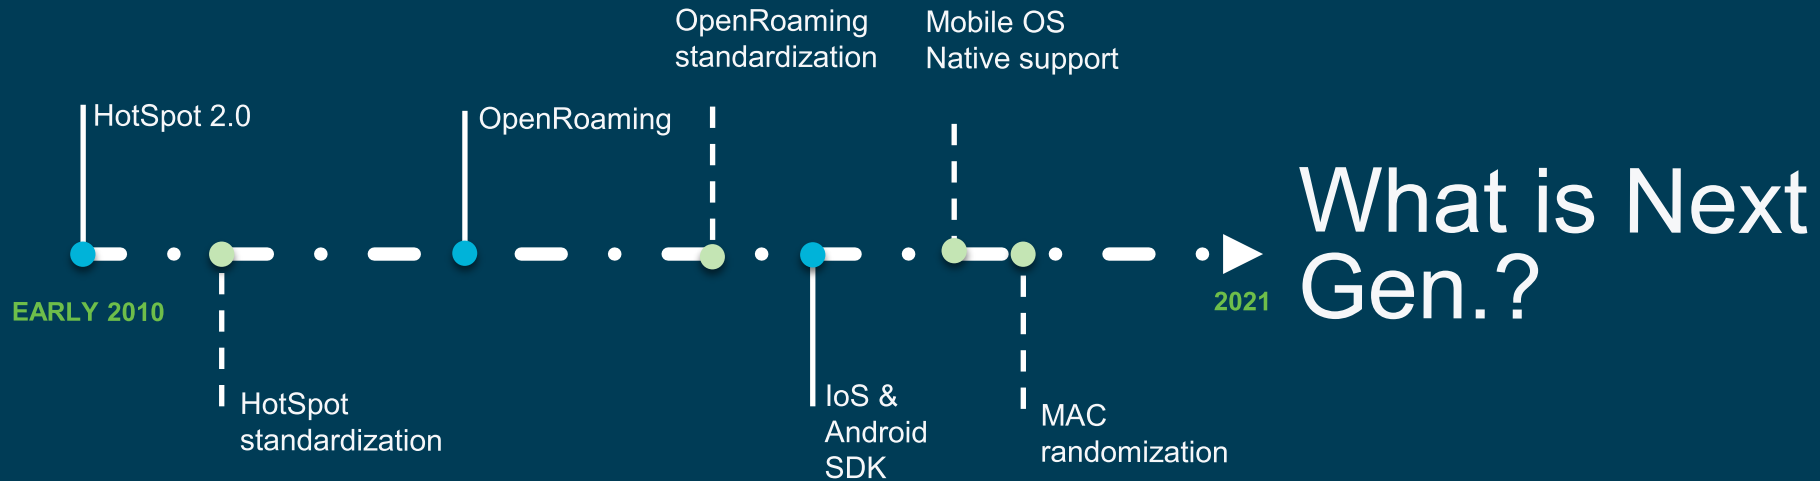 OpenRoaming
standardization
Mobile OS
Native support
HotSpot 2.0
OpenRoaming
What is Next
Gen.?
EARLY 2010
2021
HotSpot
standardization
IoS &
Android
SDK
MAC
randomization